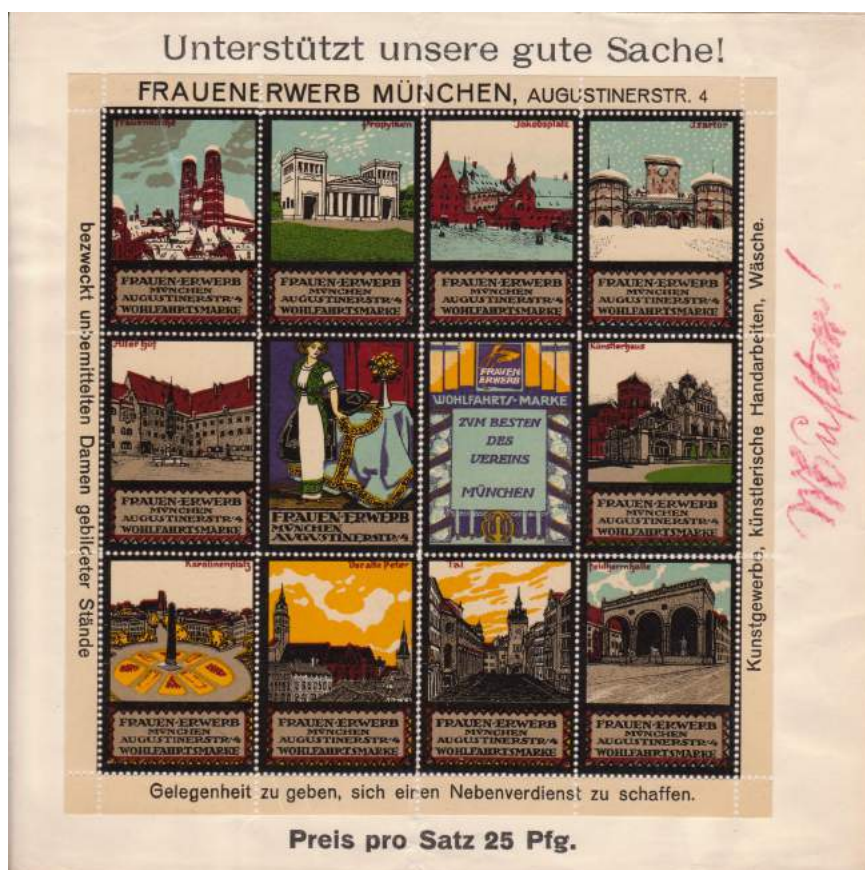 Unterstützt unsere gute Sache!
FRAUENERWERB MÜNCHEN, AUGUSTINERSTR. 4
bezweckt unbemittelten Damen gebildeter Stände
Frauenkirche
FRAUEN-ERWERB
MÜNCHEN
AUGUSTINERSTR·4
WOHLFAHRTSMARKE
Propyläen
FRAUEN-ERWERB
MÜNCHEN
AUGUSTINERSTR·4
WOHLFAHRTSMARKE
Jakobsplatz
FRAUEN-ERWERB
MÜNCHEN
AUGUSTINERSTR·4
WOHLFAHRTSMARKE
Isartor
FRAUEN-ERWERB
MÜNCHEN
AUGUSTINERSTR·4
WOHLFAHRTSMARKE
Alter Hof
FRAUEN-ERWERB
MÜNCHEN
AUGUSTINERSTR·4
WOHLFAHRTSMARKE
FRAUEN-ERWERB
MÜNCHEN
AUGUSTINERSTR·4
FRAUEN
ERWERB
WOHLFAHRTS-MARKE
ZUM BESTEN
DES
VEREINS
MÜNCHEN
Künstlerhaus
FRAUEN-ERWERB
MÜNCHEN
AUGUSTINERSTR·4
WOHLFAHRTSMARKE
Karolinenplatz
FRAUEN-ERWERB
MÜNCHEN
AUGUSTINERSTR·4
WOHLFAHRTSMARKE
Der alte Peter
FRAUEN-ERWERB
MÜNCHEN
AUGUSTINERSTR·4
WOHLFAHRTSMARKE
Tal
FRAUEN-ERWERB
MÜNCHEN
AUGUSTINERSTR·4
WOHLFAHRTSMARKE
Feldherrnhalle
FRAUEN-ERWERB
MÜNCHEN
AUGUSTINERSTR·4
WOHLFAHRTSMARKE
Kunstgewerbe, künstlerische Handarbeiten, Wäsche.
Gelegenheit zu geben, sich einen Nebenverdienst zu schaffen.
Preis pro Satz 25 Pfg.